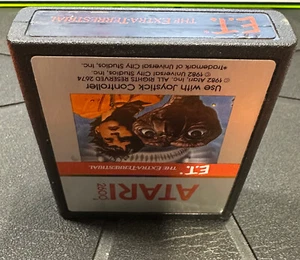 E.T. THE EXTRA-TERRESTRIAL
*Trademark of Universal City Studios, Inc.
© 1982 Universal City Studios, Inc.
© 1982 Atari, Inc. ALL RIGHTS RESERVED 2674
Use with Joystick Controller
E.T.
THE EXTRA-TERRESTRIAL
ATARI 2600